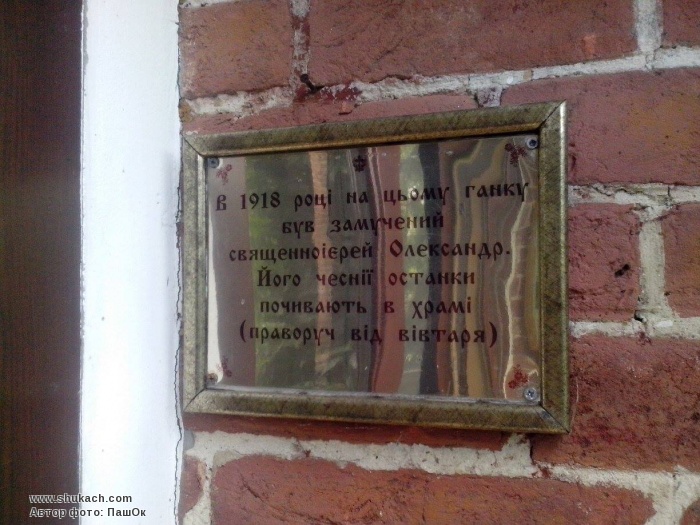 В 1918 році на цьому ганку
був замучений
священноієрей Олександр.
Його чеснії останки
почивають в храмі
(праворуч від вівтаря)
www.shukach.com
Автор фото: ПашОк